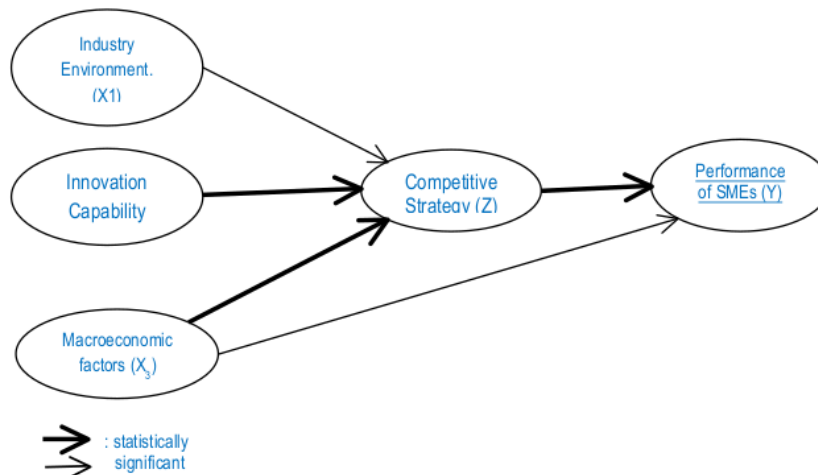 Industry
Environment.
(X1)
Innovation
Capability
Competitive
Strategy (Z)
Performance
of SMEs (Y)
Macroeconomic
factors (X3)
: statistically
significant